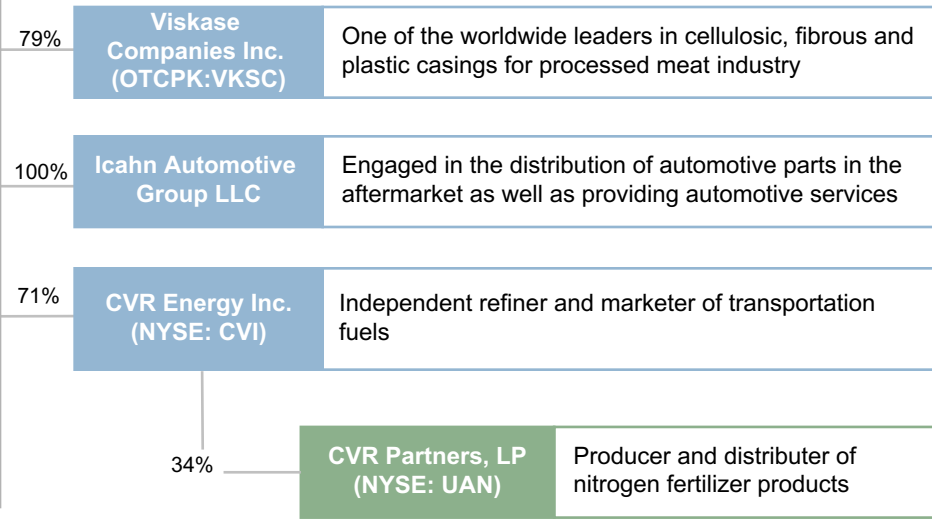 79%
Viskase
Companies Inc.
(OTCPK:VKSC)
One of the worldwide leaders in cellulosic, fibrous and
plastic casings for processed meat industry
100%
Icahn Automotive
Group LLC
Engaged in the distribution of automotive parts in the
aftermarket as well as providing automotive services
71%
CVR Energy Inc.
(NYSE: CVI)
Independent refiner and marketer of transportation
fuels
34%
CVR Partners, LP
(NYSE: UAN)
Producer and distributer of
nitrogen fertilizer products